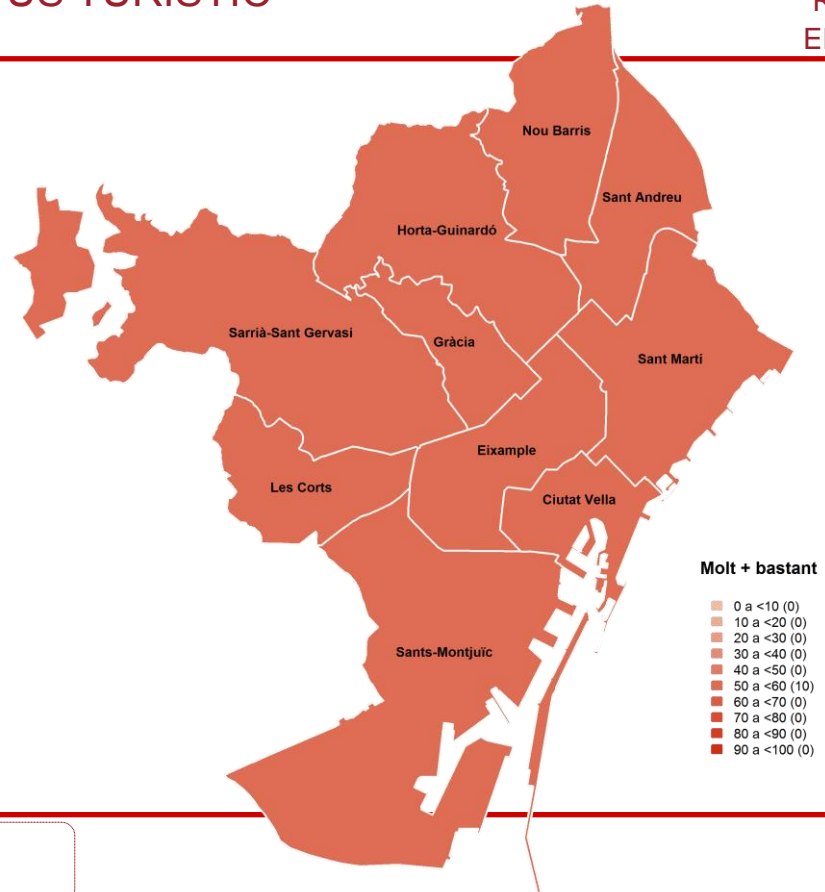 Nou Barris
Sant Andreu
Horta-Guinardó
Sarrià-Sant Gervasi
Gràcia
Sant Martí
Eixample
Les Corts
Ciutat Vella
Sants-Montjuïc
Molt + bastant
0 a <10 (0)
10 a <20 (0)
20 a <30 (0)
30 a <40 (0)
40 a <50 (0)
50 a <60 (10)
60 a <70 (0)
70 a <80 (0)
80 a <90 (0)
90 a <100 (0)